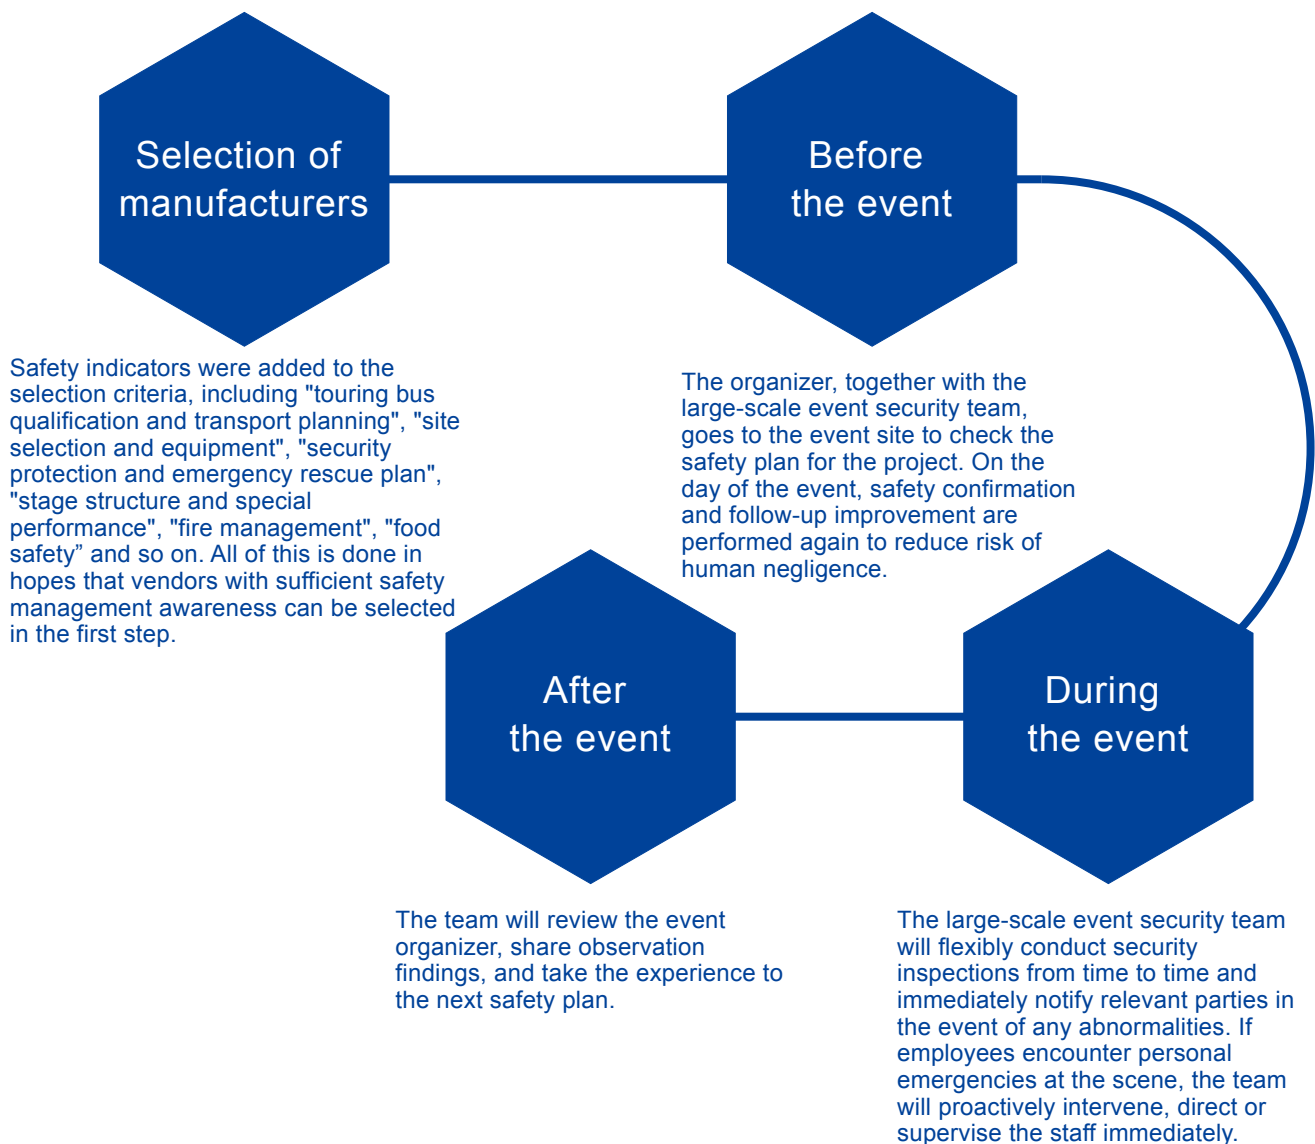 Selection of
manufacturers
Safety indicators were added to the
selection criteria, including "touring bus
qualification and transport planning", "site
selection and equipment", "security
protection and emergency rescue plan",
"stage structure and special
performance", "fire management", "food
safety” and so on. All of this is done in
hopes that vendors with sufficient safety
management awareness can be selected
in the first step.
Before
the event
The organizer, together with the
large-scale event security team,
goes to the event site to check the
safety plan for the project. On the
day of the event, safety confirmation
and follow-up improvement are
performed again to reduce risk of
human negligence.
During
the event
The large-scale event security team
will flexibly conduct security
inspections from time to time and
immediately notify relevant parties in
the event of any abnormalities. If
employees encounter personal
emergencies at the scene, the team
will proactively intervene, direct or
supervise the staff immediately.
After
the event
The team will review the event
organizer, share observation
findings, and take the experience to
the next safety plan.